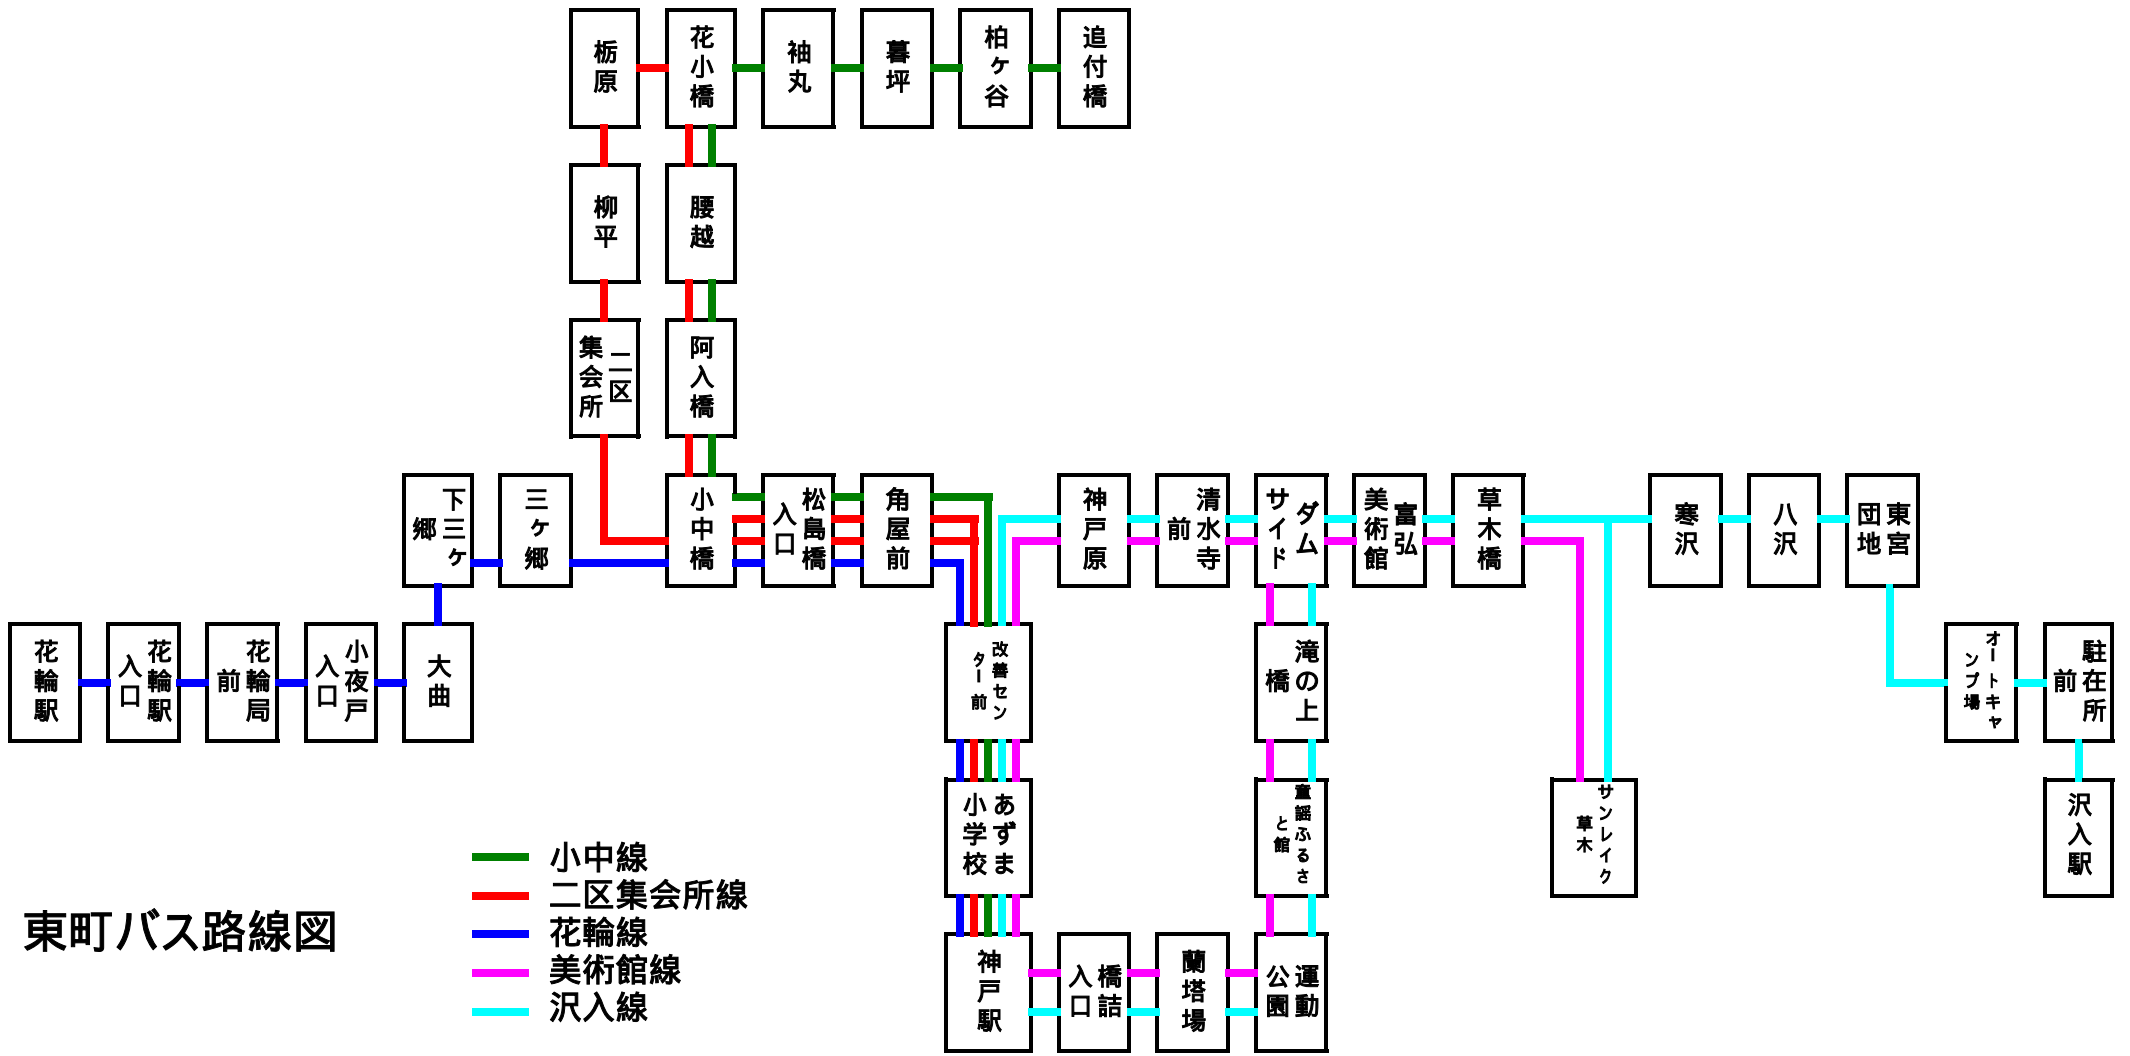 栃原
花小橋
袖丸
暮坪
柏ヶ谷
追付橋
柳平
腰越
二区
集会所
阿入橋
下三ヶ
郷
三ヶ郷
小中橋
松島橋
入口
角屋前
神戸原
清水寺
前
ダム
サイド
富弘
美術館
草木橋
寒沢
八沢
東宮
団地
花輪駅
花輪駅
入口
花輪局
前
小夜戸
入口
大曲
改善セン
ター前
滝の上
橋
オートキャ
ンプ場
駐在所
前
あずま
小学校
童謡ふるさ
と館
サンレイク
草木
沢入駅
神戸駅
橋詰
入口
蘭塔場
運動
公園
小中線
二区集会所線
花輪線
美術館線
沢入線
東町バス路線図